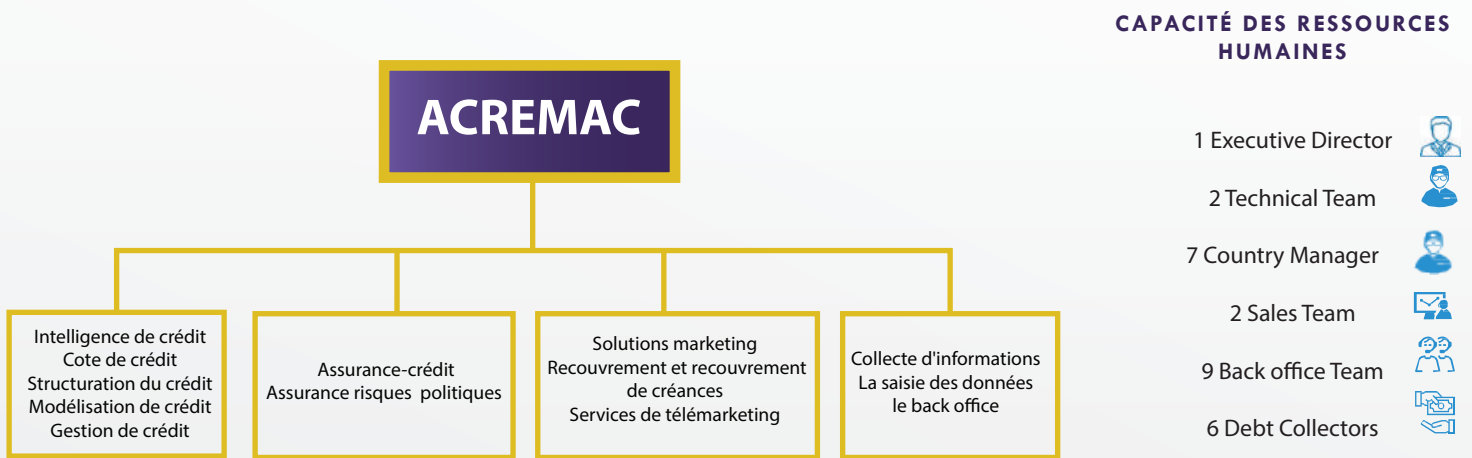 CAPACITÉ DES RESSOURCES
HUMAINES
ACREMAC
Intelligence de crédit
Cote de crédit
Structuration du crédit
Modélisation de crédit
Gestion de crédit
Assurance-crédit
Assurance risques politiques
Solutions marketing
Recouvrement et recouvrement
de créances
Services de télémarketing
Collecte d'informations
La saisie des données
le back office
1 Executive Director
2 Technical Team
7 Country Manager
2 Sales Team
9 Back office Team
6 Debt Collectors